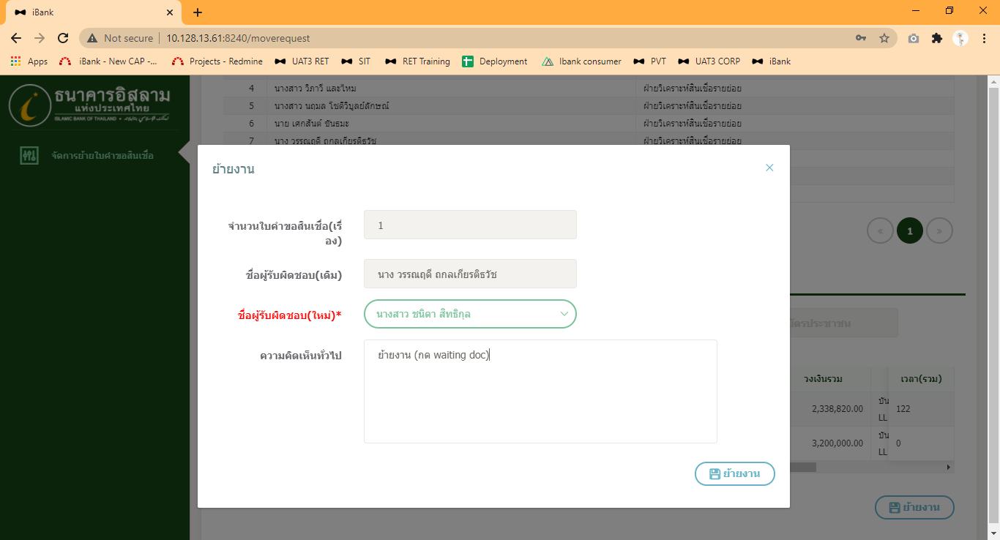 iBank
Not secure
10.128.13.61:8240/moverequest
Apps
iBank - New CAP -...
Projects - Redmine
UAT3 RET
SIT
RET Training
Deployment
Ibank consumer
PVT
UAT3 CORP
iBank
ธนาคารอิสลาม
แห่งประเทศไทย
ISLAMIC BANK OF THAILAND
จัดการย้ายใบคำขอสินเชื่อ
4 นางสาว วิภาวี และใหม ฝ่ายวิเคราะห์สินเชื่อรายย่อย
5 นางสาว นฤมล โชติวิบูลย์ลักษณ์ ฝ่ายวิเคราะห์สินเชื่อรายย่อย
6 นาย เศกสันต์ ขันธมะ ฝ่ายวิเคราะห์สินเชื่อรายย่อย
7 นาง วรรณฤดี ถกลเกียรติธวัช ฝ่ายวิเคราะห์สินเชื่อรายย่อย
« 1 »
ย้ายงาน
จำนวนใบคำขอสินเชื่อ(เรื่
อง)
1
ชื่อผู้รับผิดชอบ(เดิม)
นาง วรรณฤดี ถกลเกียรติธวัช
ชื่อผู้รับผิดชอบ(ใหม่)*
นางสาว ชนิดา สิทธิกุล
ความคิดเห็นทั่วไป
ย้ายงาน (กด waiting doc)
ย้ายงาน
บัตรประชาชน
วงเงินรวม เวลา(รวม)
2,338,820.00 122
LL
3,200,000.00 0
LL
ย้ายงาน